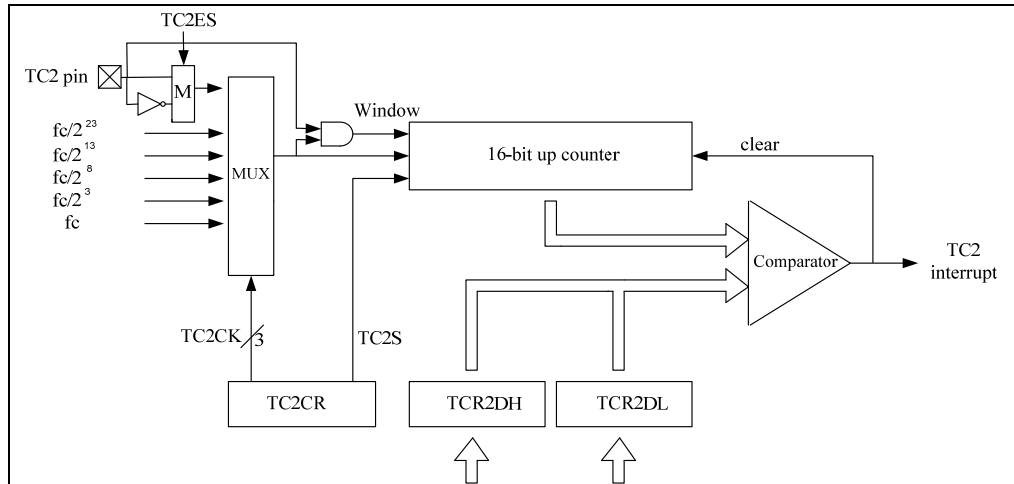 TC2ES
TC2 pin
M
Window
fc/2 23
fc/2 13
fc/2 8
fc/2 3
fc
MUX
16-bit up counter
clear
Comparator
TC2
interrupt
TC2CK
3
TC2S
TC2CR
TCR2DH
TCR2DL